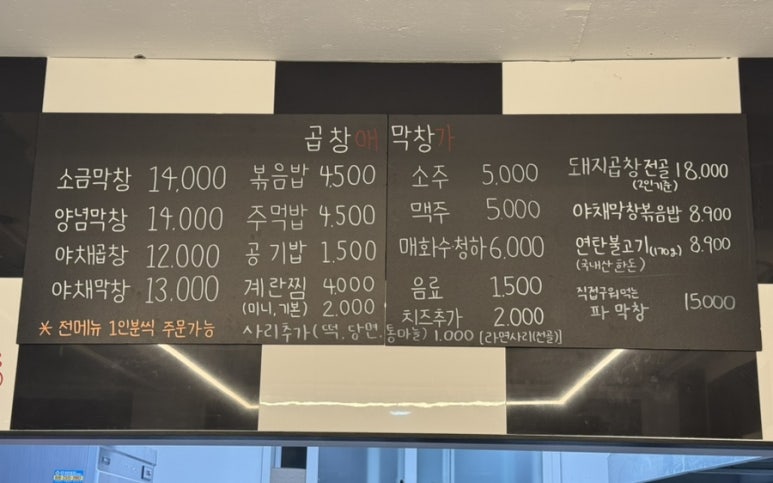 곱창애 막창가
소금막창 14,000
양념막창 14,000
야채곱창 12,000
야채막창 13,000
* 전메뉴 1인분씩 주문가능
볶음밥 4,500
주먹밥 4,500
공기밥 1,500
계란찜 4000
(미니,기본) 2.000
사리추가(떡.당면.통마늘) 1.000 [라면사리(전골)]
소주 5,000
맥주 5.000
매화수청하 6,000
음료 1,500
치즈추가 2.000
돼지곱창전골 18.000
(2인기준)
야채막창볶음밥 8.900
연탄불고기(170g) 8.900
(국내산 한돈)
직접구워먹는
파 막창 15.000